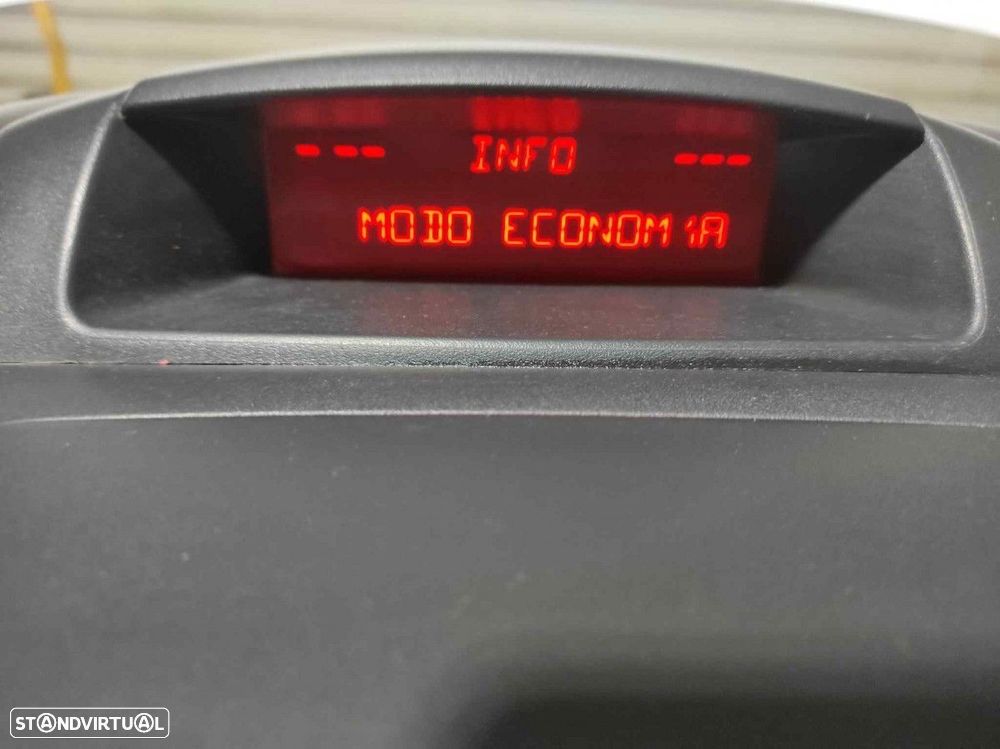 --- INFO ---
MODO ECONOMIA
STANDVIRTUAL